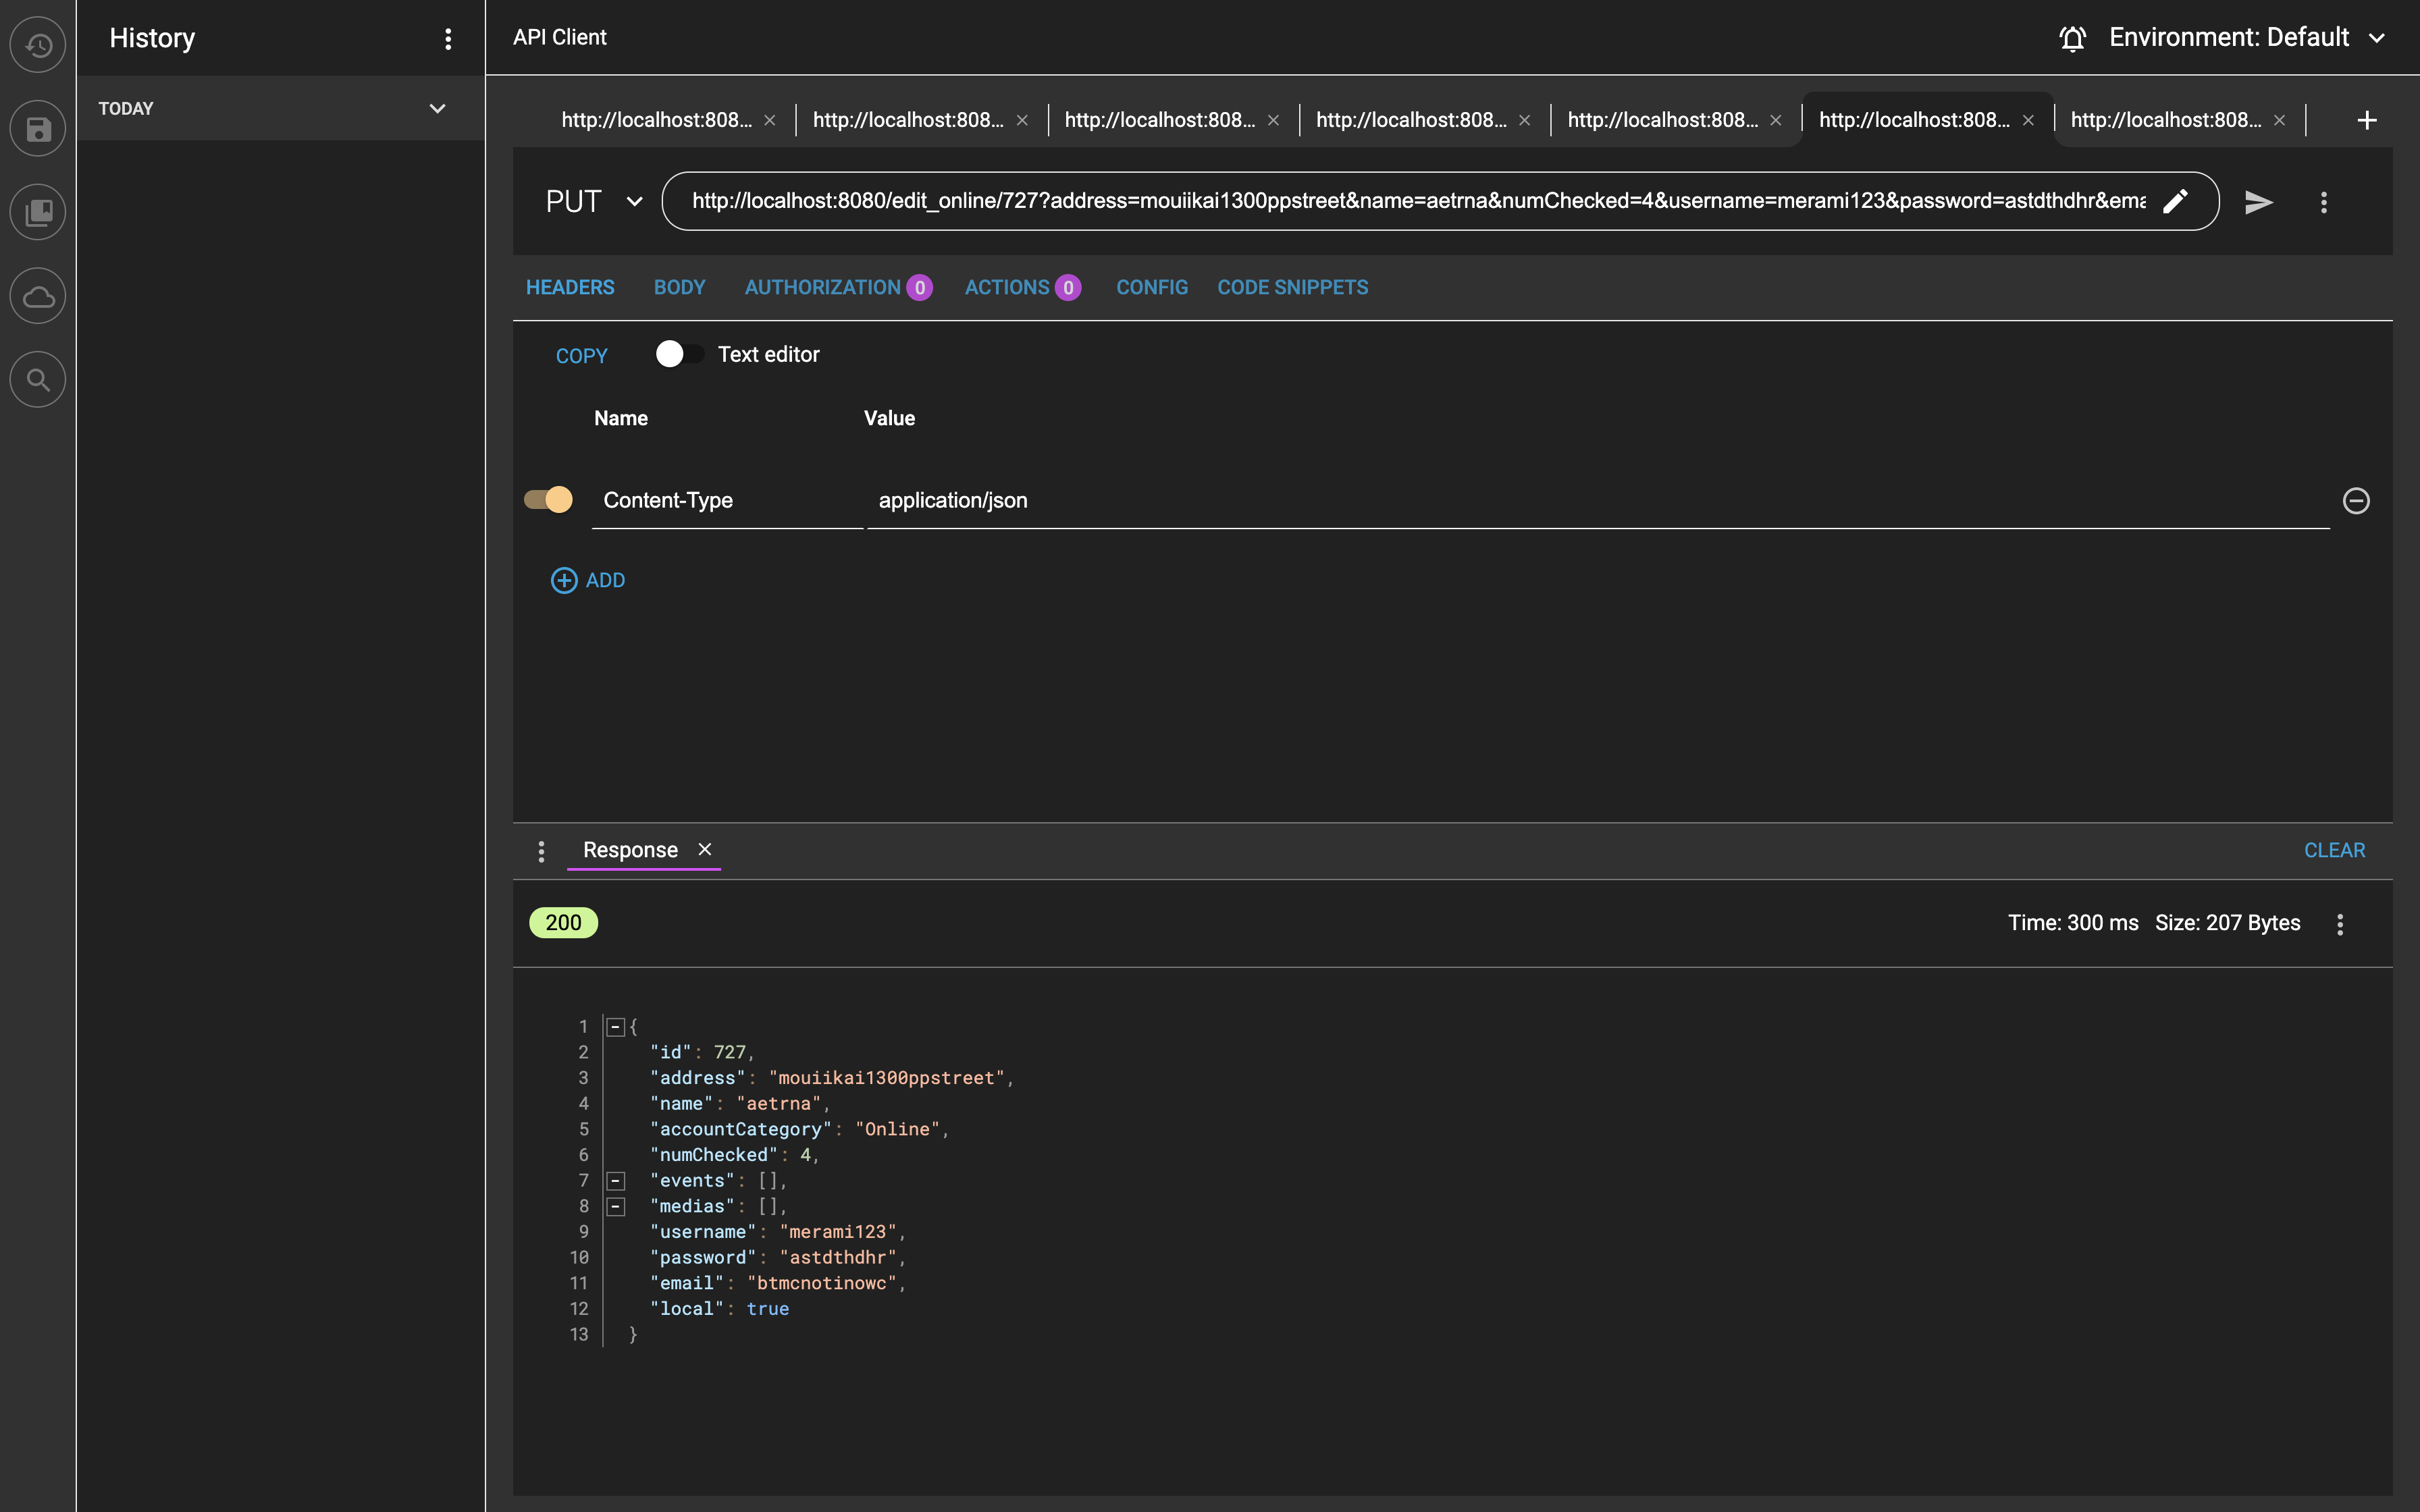 History
TODAY
API Client
Environment: Default
http://localhost:808...
http://localhost:808...
http://localhost:808...
http://localhost:808...
http://localhost:808...
http://localhost:808...
http://localhost:808...
PUT
http://localhost:8080/edit_online/727?address=mouiikai1300ppstreet&name=aetrna&numChecked=4&username=merami123&password=astdthdhr&ema
HEADERS BODY AUTHORIZATION 0 ACTIONS 0 CONFIG CODE SNIPPETS
COPY Text editor
Name Value
Content-Type application/json
ADD
Response
CLEAR
200
Time: 300 ms Size: 207 Bytes
1 {
2 "id": 727,
3 "address": "mouiikai1300ppstreet",
4 "name": "aetrna",
5 "accountCategory": "Online",
6 "numChecked": 4,
7 "events": [],
8 "medias": [],
9 "username": "merami123",
10 "password": "astdthdhr",
11 "email": "btmcnotinowc",
12 "local": true
13 }